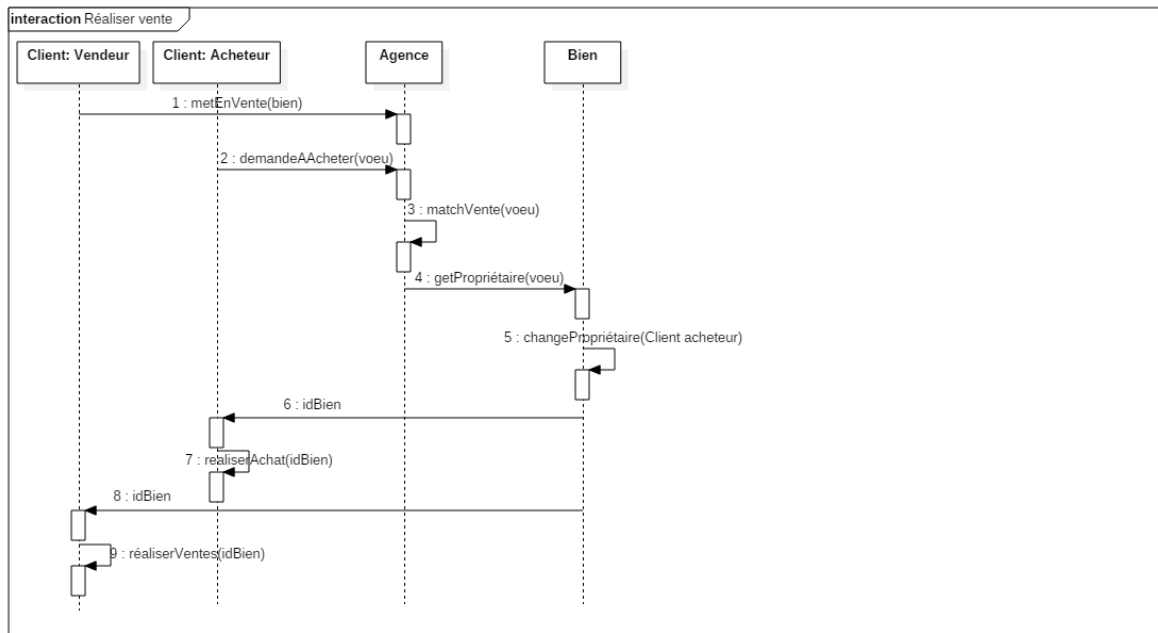 interaction Réaliser vente
Client: Vendeur
Client: Acheteur
Agence
Bien
1 : metEnVente(bien)
2 : demandeAAcheter(voeu)
3 : matchVente(voeu)
4 : getPropriétaire(voeu)
5 : changePropriétaire(Client acheteur)
6 : idBien
7 : realiserAchat(idBien)
8 : idBien
9 : réaliserVentes(idBien)